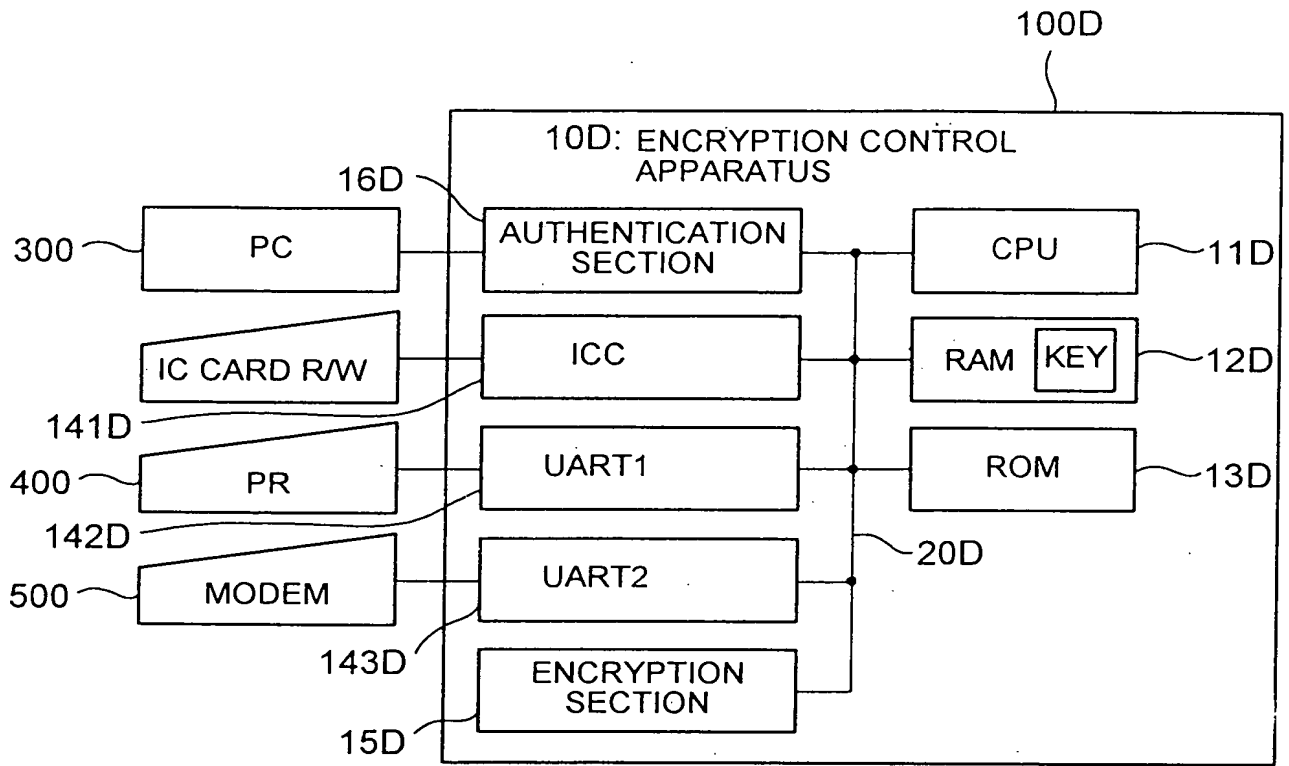 100D
10D: ENCRYPTION CONTROL
APPARATUS
16D
300
PC
AUTHENTICATION
SECTION
CPU
11D
IC CARD R/W
ICC
RAM
KEY
12D
141D
400
PR
UART1
ROM
13D
142D
20D
500
MODEM
UART2
143D
ENCRYPTION
SECTION
15D